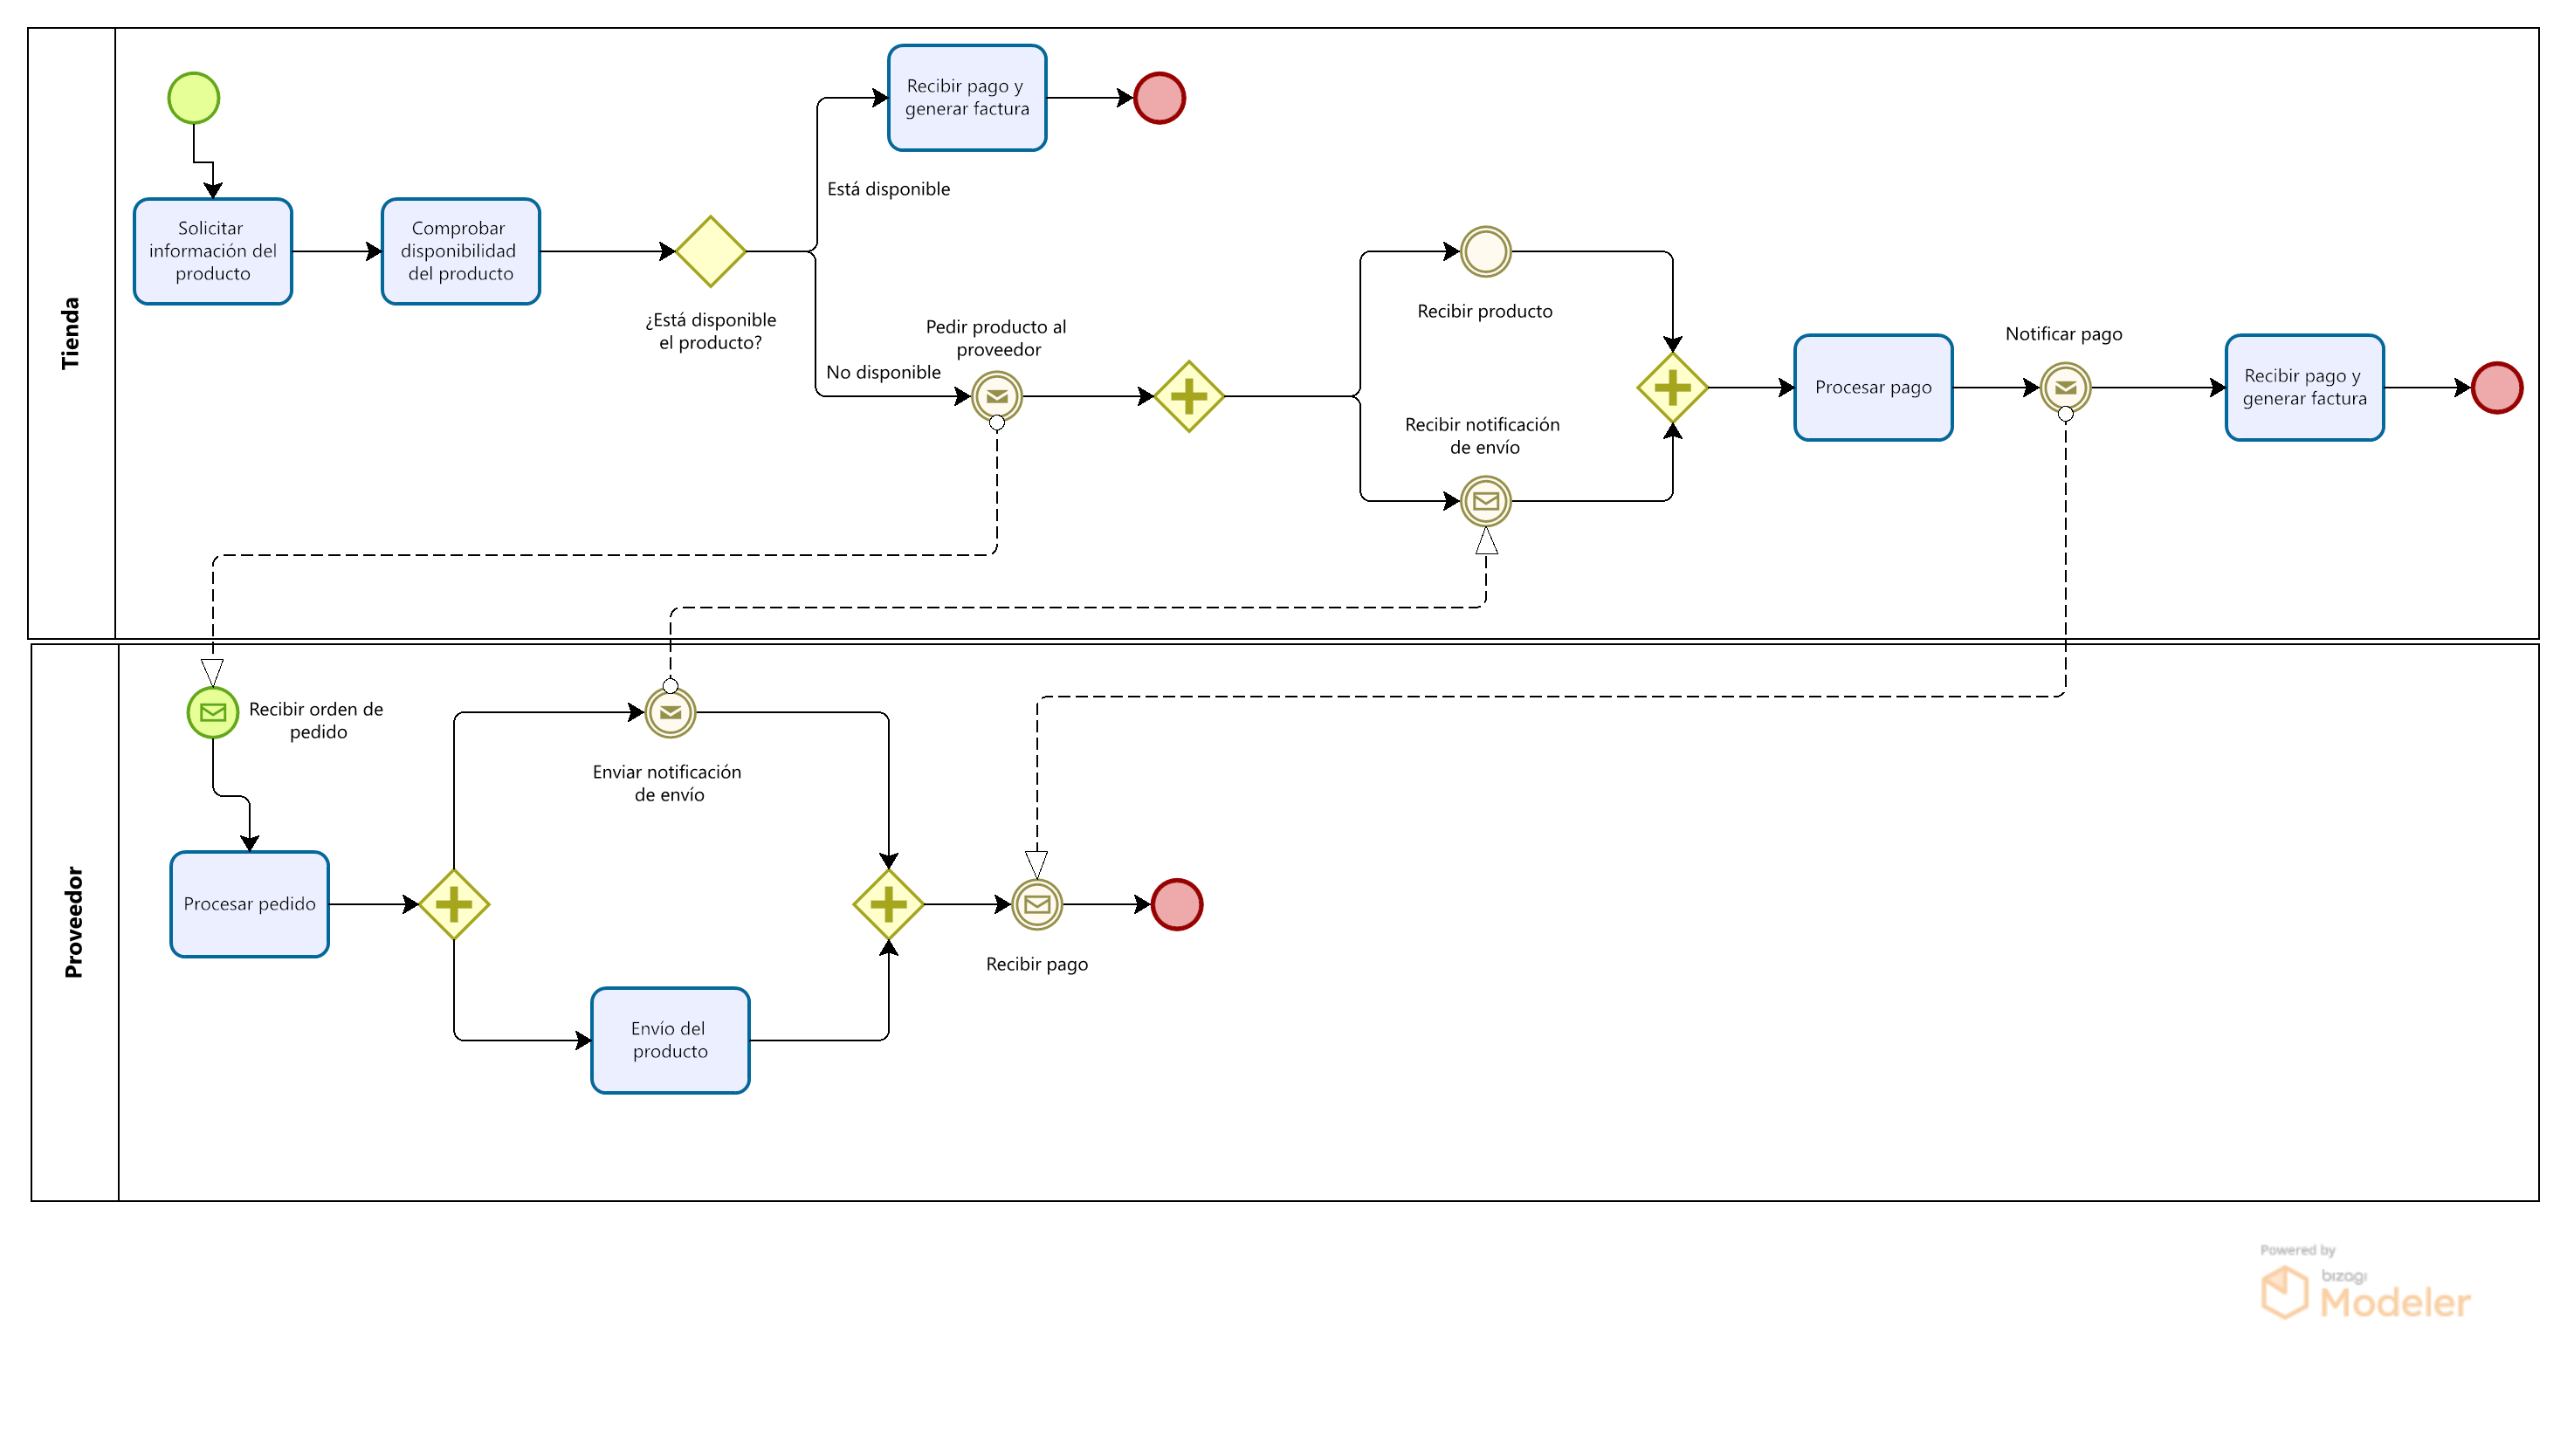 Tienda
Recibir pago y
generar factura
Está disponible
Solicitar
información del
producto
Comprobar
disponibilidad
del producto
¿Está disponible
el producto?
No disponible
Pedir producto al
proveedor
Recibir producto
Recibir notificación
de envío
Procesar pago
Notificar pago
Recibir pago y
generar factura
Proveedor
Recibir orden de
pedido
Enviar notificación
de envío
Procesar pedido
Recibir pago
Envío del
producto
Powered by
bizagi
Modeler